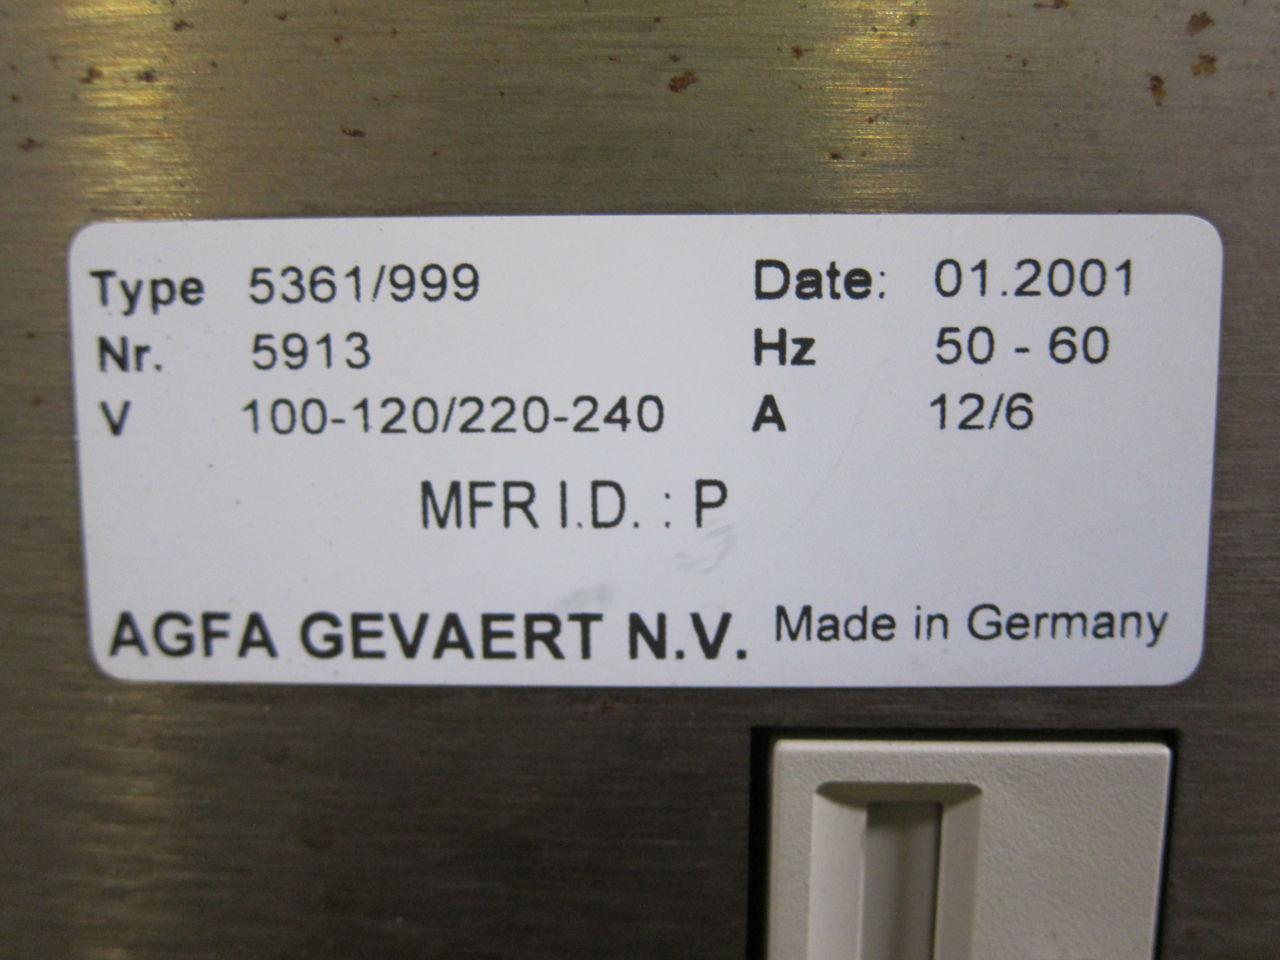 Type 5361/999 Date: 01.2001
Nr. 5913 Hz 50 - 60
V 100-120/220-240 A 12/6
MFR I.D. : P
AGFA GEVAERT N.V. Made in Germany